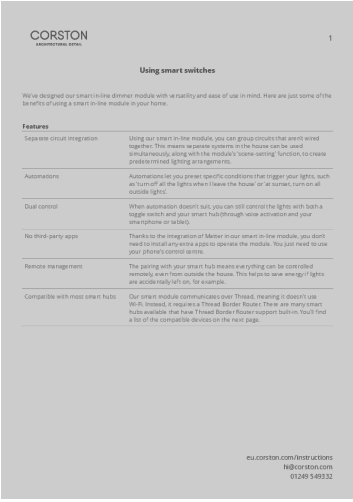 CORSTON
ARCHITECTURAL DETAIL
1
Using smart switches
We've designed our smart in-line dimmer module with versatility and ease of use in mind. Here are just some of the
benefits of using a smart in-line module in your home.
Features
Separate circuit integration
Using our smart in-line module, you can group circuits that aren't wired
together. This means separate systems in the house can be used
simultaneously, along with the module's 'scene-setting' function, to create
predetermined lighting arrangements.
Automations
Automations let you preset specific conditions that trigger your lights, such
as 'turn off all the lights when I leave the house' or 'at sunset, turn on all
outside lights'.
Dual control
When automation doesn't suit, you can still control the lights with both a
toggle switch and your smart hub (through voice activation and your
smartphone or tablet).
No third-party apps
Thanks to the integration of Matter in our smart in-line module, you don't
need to install any extra apps to operate the module. You just need to use
your phone's control centre.
Remote management
The pairing with your smart hub means everything can be controlled
remotely, even from outside the house. This helps to save energy if lights
are accidentally left on, for example.
Compatible with most smart hubs
Our smart module communicates over Thread, meaning it doesn't use
Wi-Fi. Instead, it requires a Thread Border Router. There are many smart
hubs available that have Thread Border Router support built-in. You'll find
a list of the compatible devices on the next page.
eu.corston.com/instructions
hi@corston.com
01249 549332